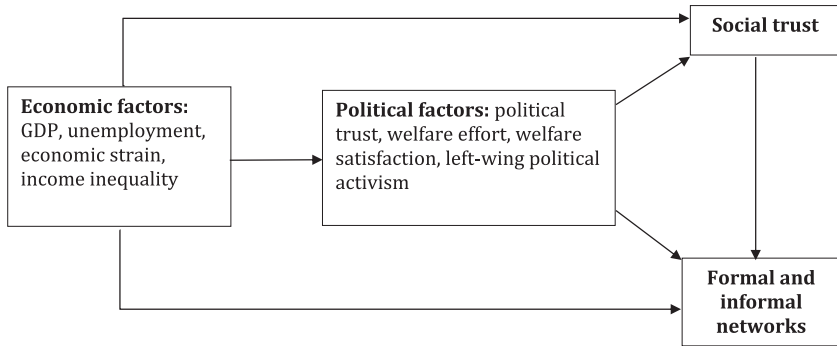 Social trust
Economic factors:
GDP, unemployment,
economic strain,
income inequality
Political factors: political
trust, welfare effort, welfare
satisfaction, left-wing political
activism
Formal and
informal
networks